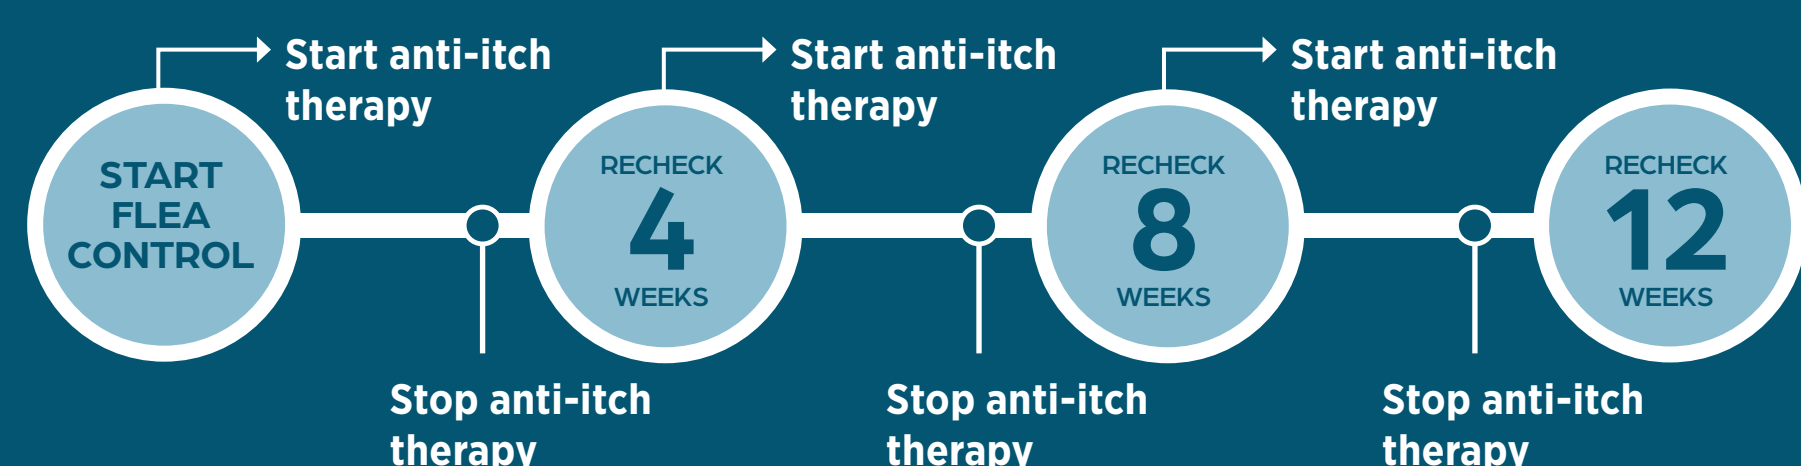 Start anti-itch
therapy
Start anti-itch
therapy
Start anti-itch
therapy
START
FLEA
CONTROL
RECHECK
4
WEEKS
RECHECK
8
WEEKS
RECHECK
12
WEEKS
Stop anti-itch
therapy
Stop anti-itch
therapy
Stop anti-itch
therapy